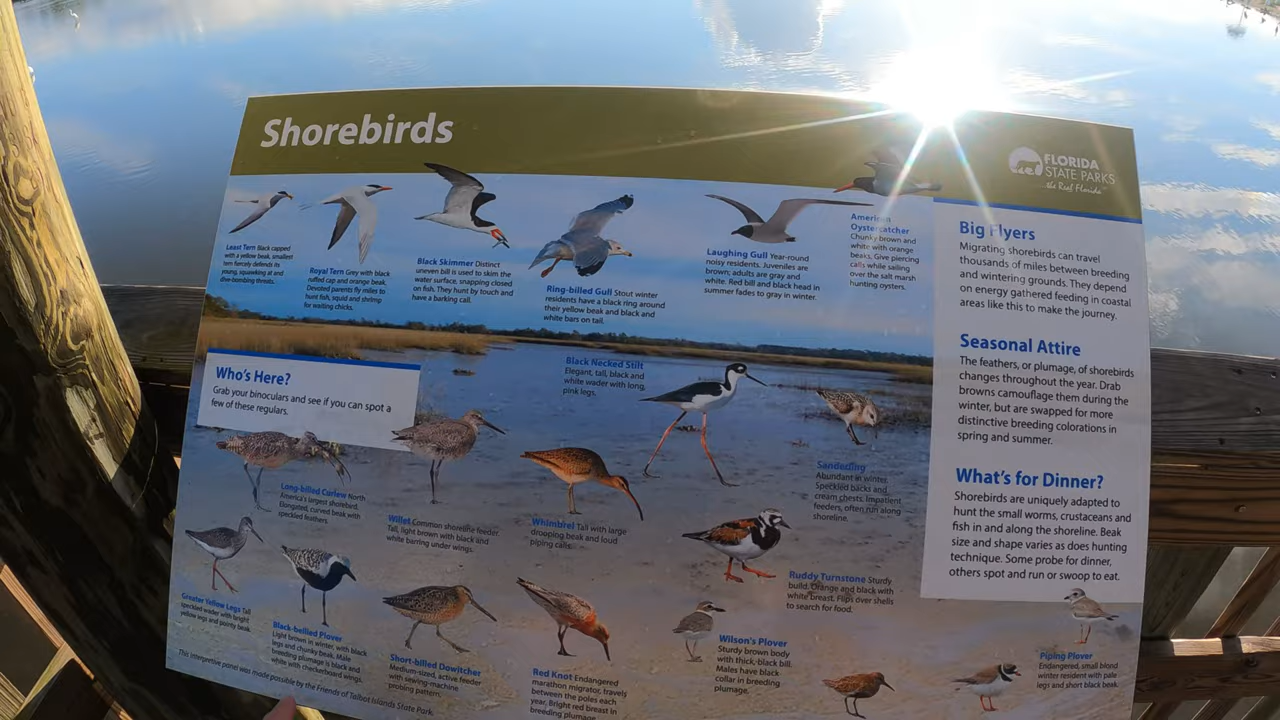 Shorebirds
FLORIDA
STATE PARKS
...the Real Florida
Least Tern Black capped
with a yellow beak, smallest
tern fiercely defends its
young, squawking at and
dive-bombing threats.
Royal Tern Grey with black
ruffled cap and orange beak.
Devoted parents fly miles to
hunt fish, squid and shrimp
for waiting chicks.
Black Skimmer Distinct
uneven bill is used to skim the
water surface, snapping closed
on fish. They hunt by touch and
have a barking call.
Ring-billed Gull Stout winter
residents have a black ring around
their yellow beak and black and
white bars on tail.
Laughing Gull Year-round
noisy residents. Juveniles are
brown; adults are gray and
white. Red bill and black head in
summer fades to gray in winter.
American
Oystercatcher
Chunky brown and
white with orange
beaks. Give piercing
calls while sailing
over the salt marsh
hunting oysters.
Big Flyers
Migrating shorebirds can travel
thousands of miles between breeding
and wintering grounds. They depend
on energy gathered feeding in coastal
areas like this to make the journey.
Seasonal Attire
The feathers, or plumage, of shorebirds
changes throughout the year. Drab
browns camouflage them during the
winter, but are swapped for more
distinctive breeding colorations in
spring and summer.
What's for Dinner?
Shorebirds are uniquely adapted to
hunt the small worms, crustaceans and
fish in and along the shoreline. Beak
size and shape varies as does hunting
technique. Some probe for dinner,
others spot and run or swoop to eat.
Who's Here?
Grab your binoculars and see if you can spot a
few of these regulars.
Black Necked Stilt
Elegant, tall, black and
white wader with long,
pink legs.
Sanderling
Abundant in winter.
Speckled backs and
cream chests. Impatient
feeders, often run along
shoreline.
Long-billed Curlew North
America's largest shorebird.
Elongated, curved beak with
speckled feathers.
Willet Common shoreline feeder.
Tall, light brown with black and
white barring under wings.
Whimbrel Tall with large
drooping beak and loud
piping calls.
Ruddy Turnstone Sturdy
build. Orange and black with
white breast. Flips over shells
to search for food.
Greater Yellow Legs Tall
speckled wader with bright
yellow legs and pointy beak.
Black-bellied Plover
Light brown in winter, with black
legs and chunky beak. Male
breeding plumage is black and
white with checkerboard wings.
Short-billed Dowitcher
Medium-sized, active feeder
with sewing-machine
probing pattern.
Red Knot Endangered
marathon migrator, travels
between the poles each
year. Bright red breast in
breeding plumage.
Wilson's Plover
Sturdy brown body
with thick, black bill.
Males have black
collar in breeding
plumage.
Piping Plover
Endangered, small blond
winter resident with pale
legs and short black beak.
This interpretive panel was made possible by the Friends of Talbot Islands State Park.